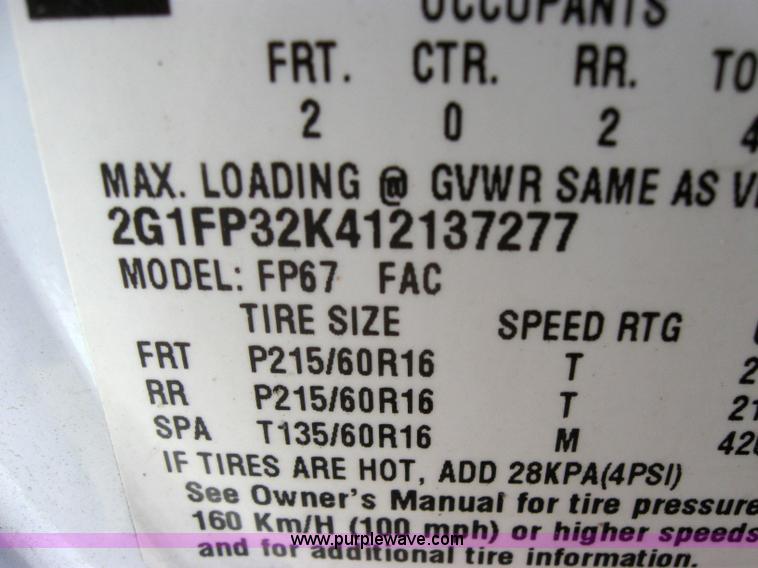 OCCUPANTS
FRT. CTR. RR.
2 0 2 4
MAX. LOADING @ GVWR SAME AS
2G1FP32K412137277
MODEL: FP67 FAC
TIRE SIZE SPEED RTG
FRT P215/60R16 T
RR P215/60R16 T
SPA T135/60R16 M
IF TIRES ARE HOT, ADD 28KPA(4PSI)
See Owner's Manual for tire pressure
160 Km/H (100 mph) or higher speeds
and for additional tire information.
www.purplewave.com